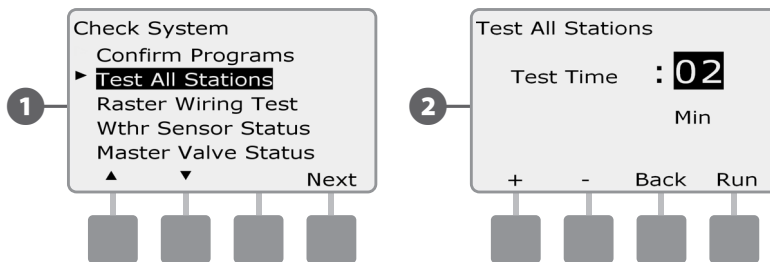 1
Check System
Confirm Programs
► Test All Stations
Raster Wiring Test
Wthr Sensor Status
Master Valve Status
▲ ▼ Next
2
Test All Stations
Test Time :02
Min
+ - Back Run